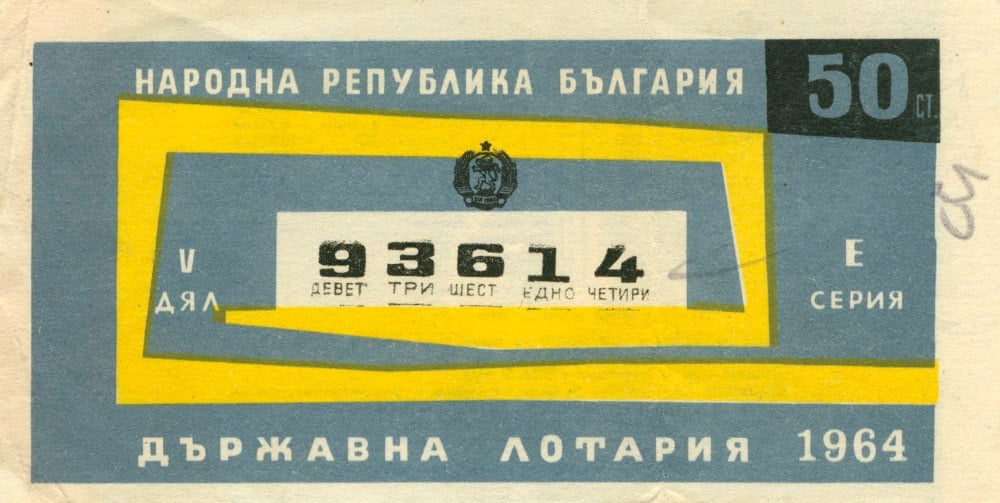 НАРОДНА РЕПУБЛИКА БЪЛГАРИЯ
50 СТ.
93614
ДЕВЕТ ТРИ ШЕСТ ЕДНО ЧЕТИРИ
V
ДЯЛ
Е
СЕРИЯ
ДЪРЖАВНА ЛОТАРИЯ 1964